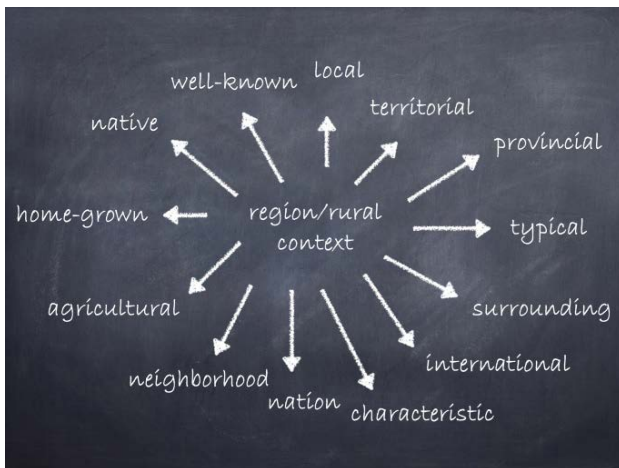 local
well-known
territorial
native
provincial
home-grown
region/rural
context
typical
agricultural
surrounding
international
neighborhood
nation
characteristic